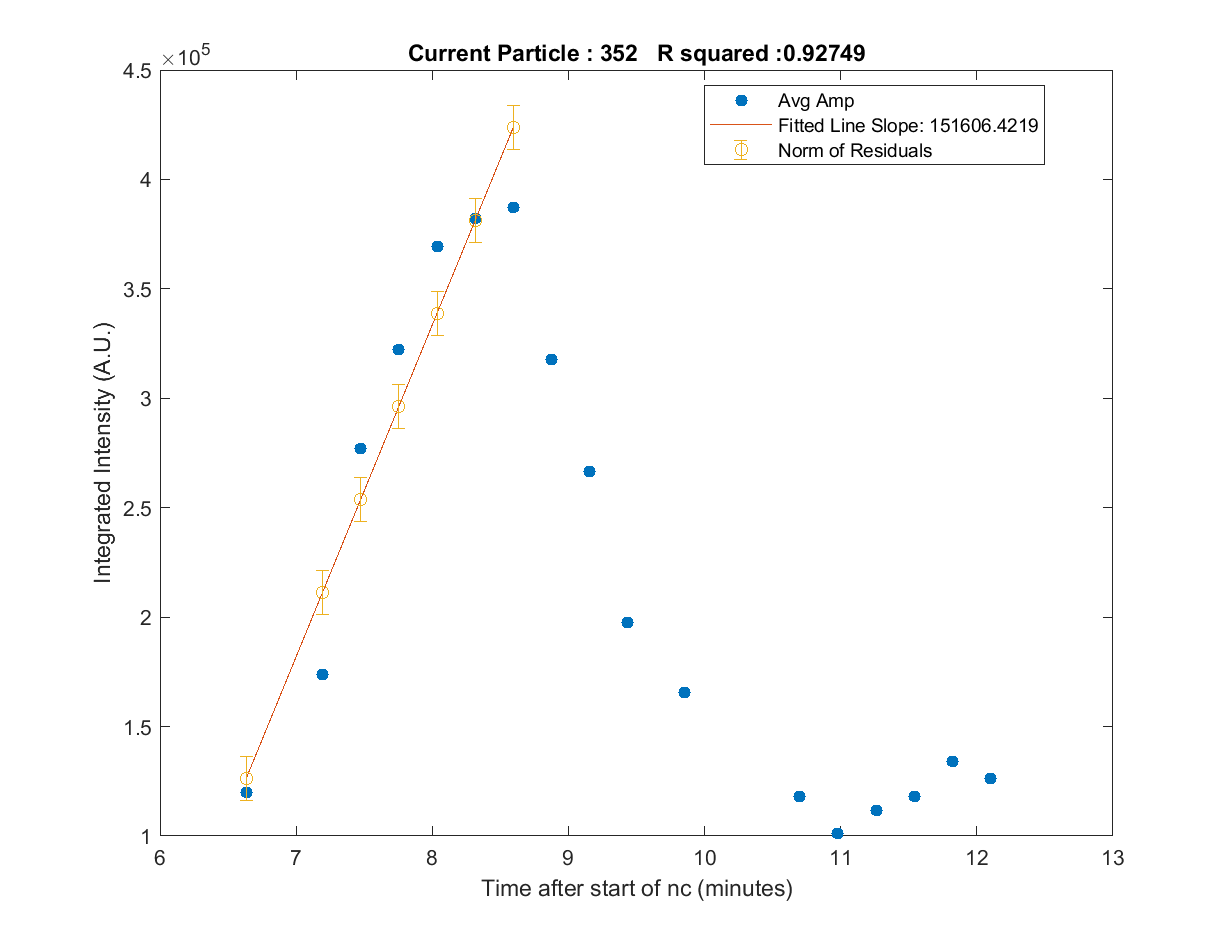 Current Particle : 352   R squared :0.92749
×10^5
4.5
4
3.5
3
2.5
2
1.5
1
Integrated Intensity (A.U.)
Avg Amp
Fitted Line Slope: 151606.4219
Norm of Residuals
6 7 8 9 10 11 12 13
Time after start of nc (minutes)